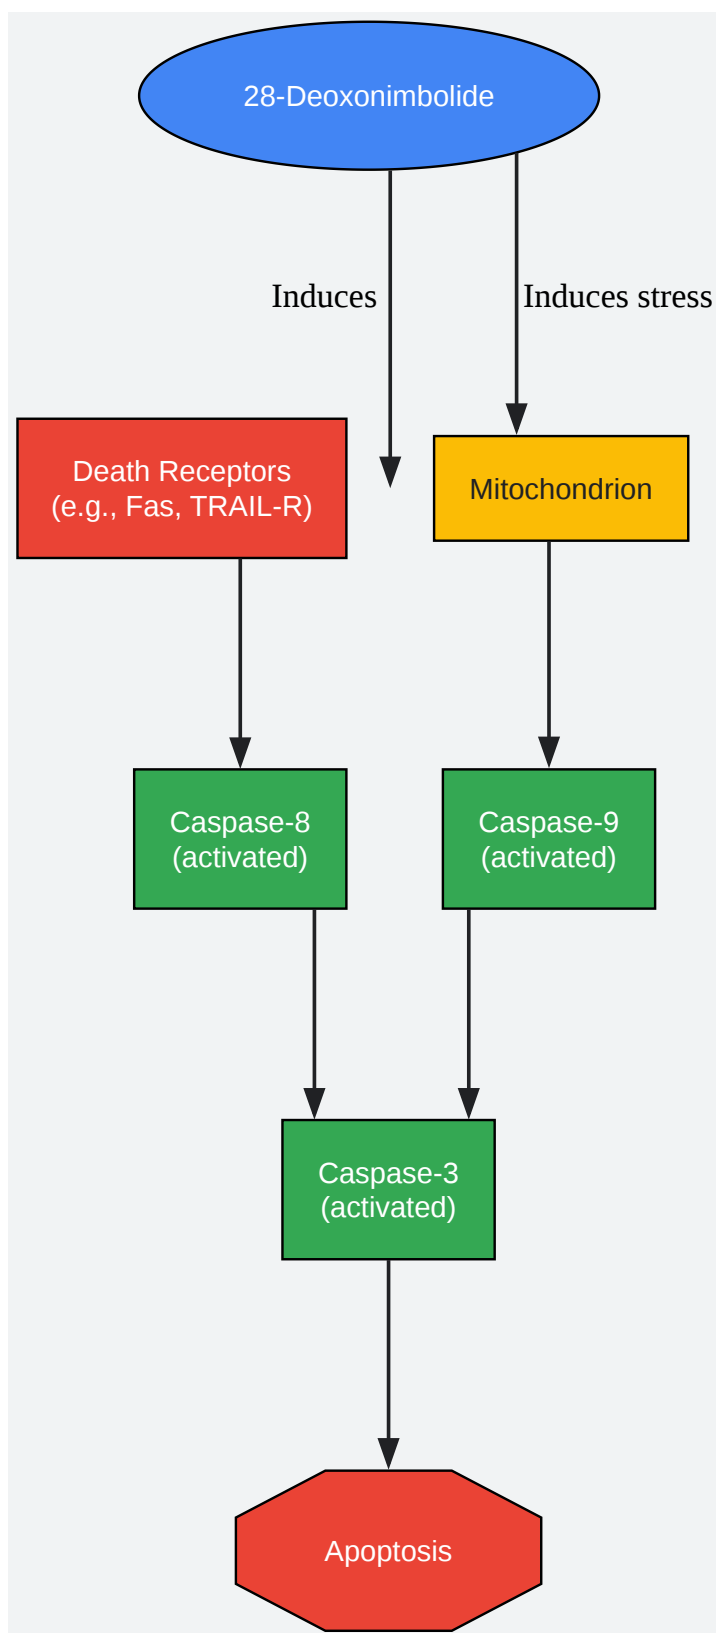 28-Deoxonimbolide
Induces
Induces stress
Death Receptors
(e.g., Fas, TRAIL-R)
Mitochondrion
Caspase-8
(activated)
Caspase-9
(activated)
Caspase-3
(activated)
Apoptosis